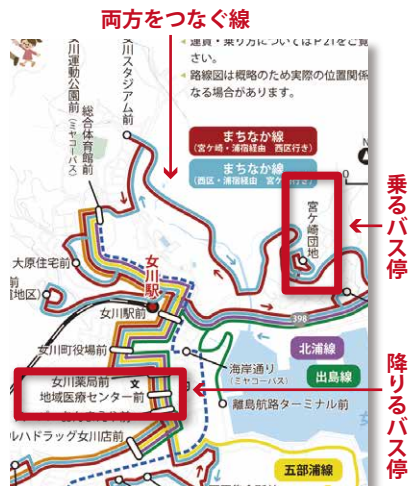 両方をつなぐ線
運賃・乗り方についてはP21をご覧
さい。
路線図は概略のため実際の位置関係
なる場合があります。
女川運動公園前
(ミヤコーバス)
総合体育館前
女川スタジアム前
まちなか線
(宮ケ崎・浦宿経由 西区行き)
まちなか線
(西区・浦宿経由 宮ケ
行き)
N
0
宮ケ崎団地
乗るバス停
大原住宅前
前
地区)
女川駅
女川駅前
398
北浦線
女川町役場前
海岸通り
(ミヤコーバス)
出島線
女川薬局前
文
地域医療センター前
離島航路ターミナル前
降りるバス停
ルハドラッグ女川店前
五部浦線